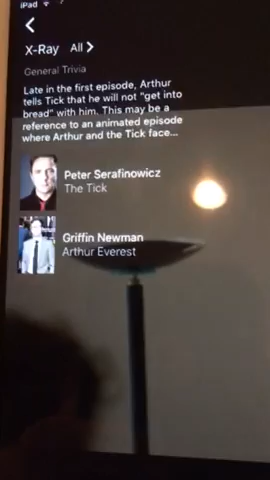 iPad
X-Ray All
General Trivia
Late in the first episode, Arthur
tells Tick that he will not "get into
bread" with him. This may be a
reference to an animated episode
where Arthur and the Tick face...
Peter Serafinowicz
The Tick
Griffin Newman
Arthur Everest